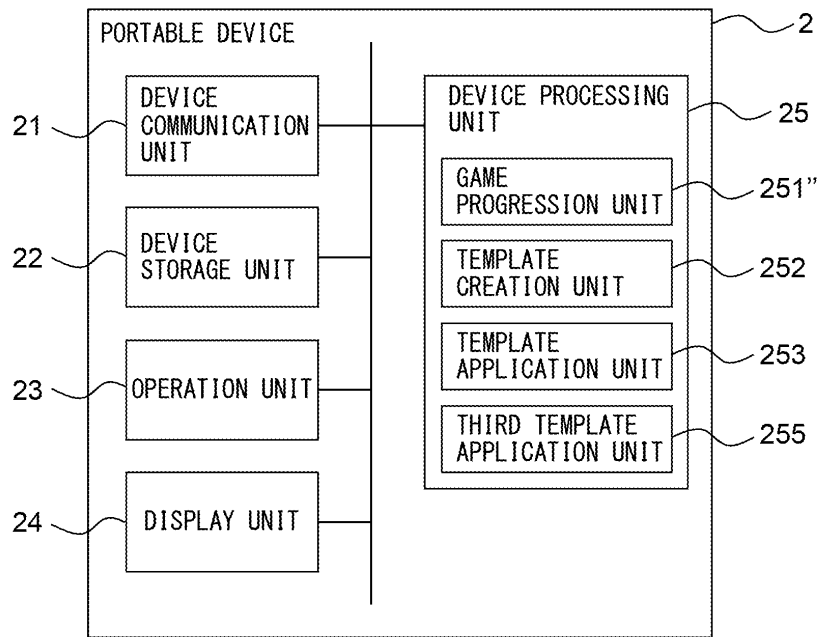 PORTABLE DEVICE
2
21
DEVICE
COMMUNICATION
UNIT
22
DEVICE
STORAGE UNIT
23
OPERATION UNIT
24
DISPLAY UNIT
DEVICE PROCESSING
UNIT
25
GAME
PROGRESSION UNIT
251”
TEMPLATE
CREATION UNIT
252
TEMPLATE
APPLICATION UNIT
253
THIRD TEMPLATE
APPLICATION UNIT
255